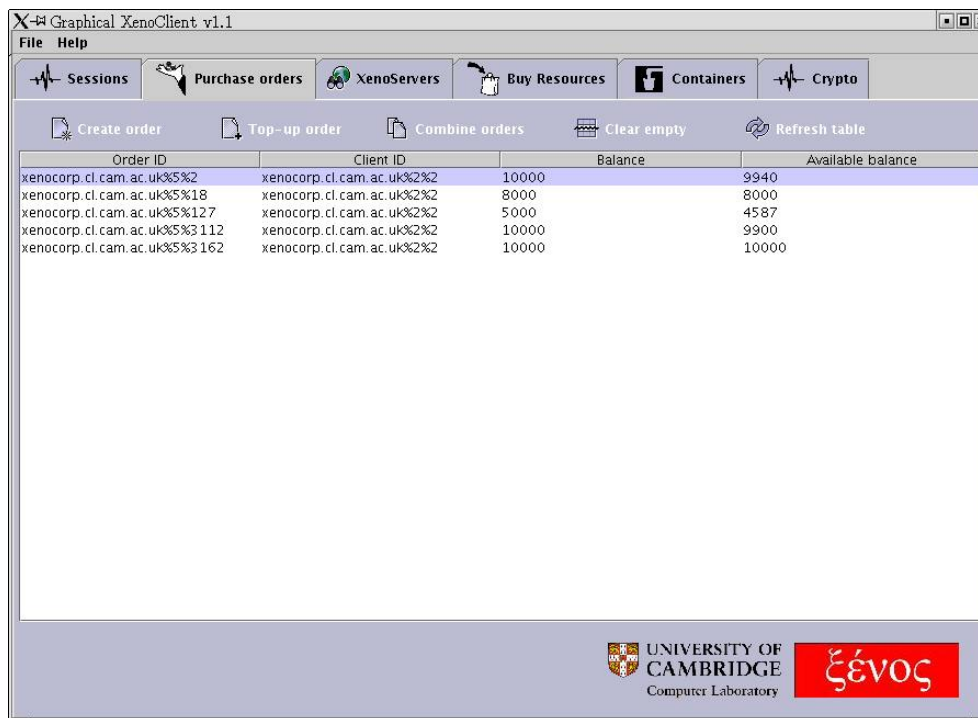 Graphical XenoClient v1.1
File Help
Sessions Purchase orders XenoServers Buy Resources Containers Crypto
Create order Top-up order Combine orders Clear empty Refresh table
Order ID Client ID Balance Available balance
xenocorp.cl.cam.ac.uk%5%2 xenocorp.cl.cam.ac.uk%2%2 10000 9940
xenocorp.cl.cam.ac.uk%5%18 xenocorp.cl.cam.ac.uk%2%2 8000 8000
xenocorp.cl.cam.ac.uk%5%127 xenocorp.cl.cam.ac.uk%2%2 5000 4587
xenocorp.cl.cam.ac.uk%5%3112 xenocorp.cl.cam.ac.uk%2%2 10000 9900
xenocorp.cl.cam.ac.uk%5%3162 xenocorp.cl.cam.ac.uk%2%2 10000 10000
UNIVERSITY OF
CAMBRIDGE
Computer Laboratory
ξένος